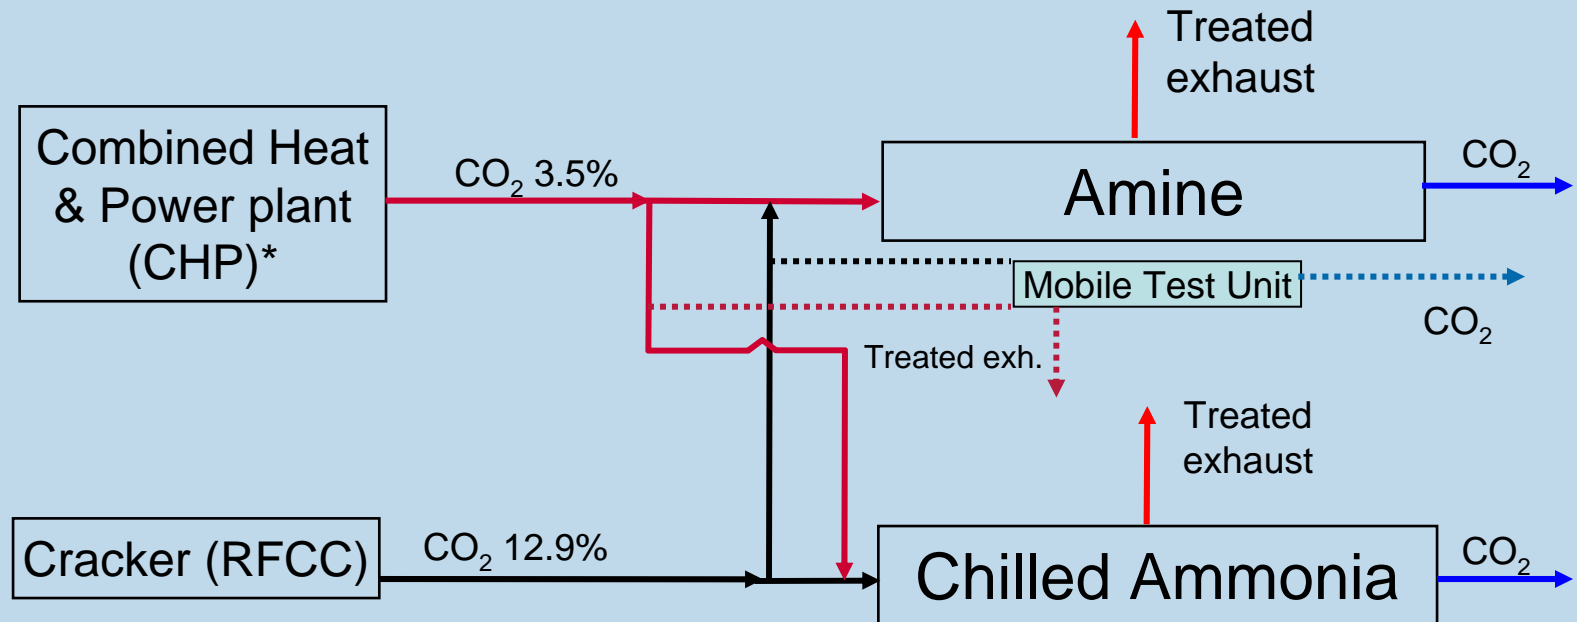 Treated
exhaust
Combined Heat
& Power plant
(CHP)*
CO₂ 3.5%
Amine
CO₂
Mobile Test Unit
CO₂
Treated exh.
Treated
exhaust
Cracker (RFCC)
CO₂ 12.9%
Chilled Ammonia
CO₂